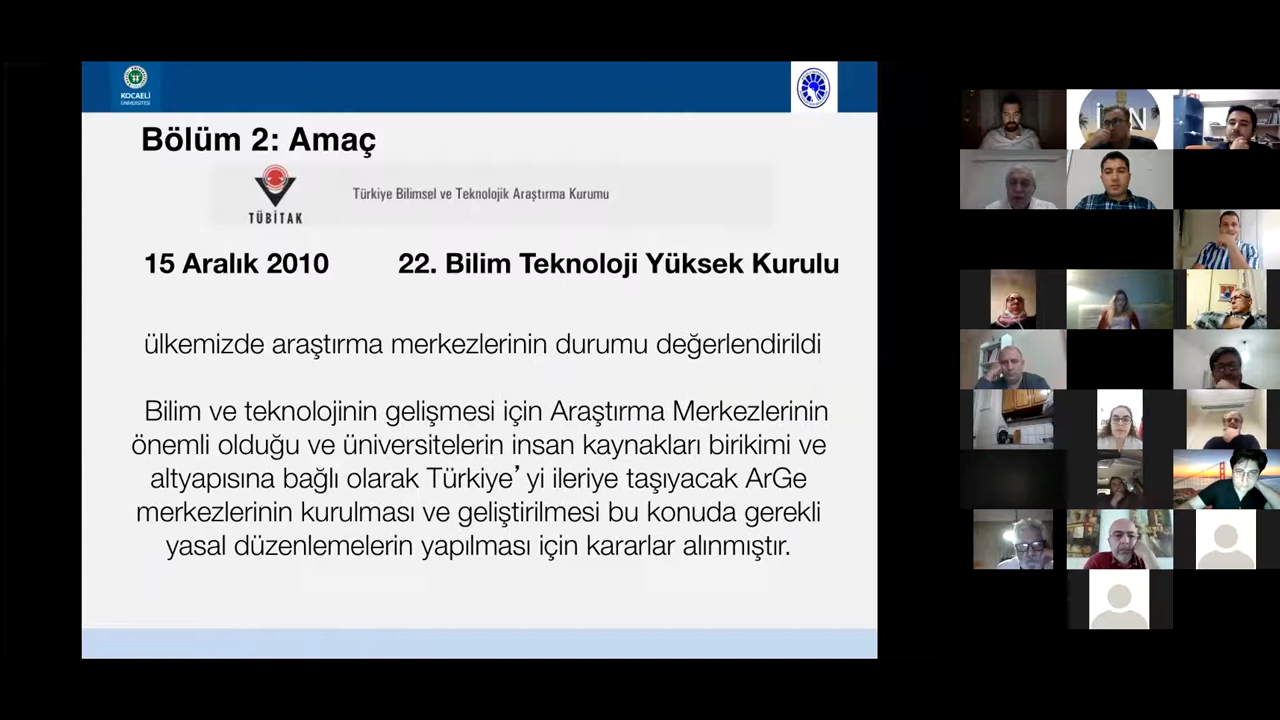 KOCAELİ
ÜNİVERSİTESİ
Bölüm 2: Amaç
TÜBİTAK
Türkiye Bilimsel ve Teknolojik Araştırma Kurumu
15 Aralık 2010 22. Bilim Teknoloji Yüksek Kurulu
ülkemizde araştırma merkezlerinin durumu değerlendirildi
Bilim ve teknolojinin gelişmesi için Araştırma Merkezlerinin
önemli olduğu ve üniversitelerin insan kaynakları birikimi ve
altyapısına bağlı olarak Türkiye’ yi ileriye taşıyacak ArGe
merkezlerinin kurulması ve geliştirilmesi bu konuda gerekli
yasal düzenlemelerin yapılması için kararlar alınmıştır.